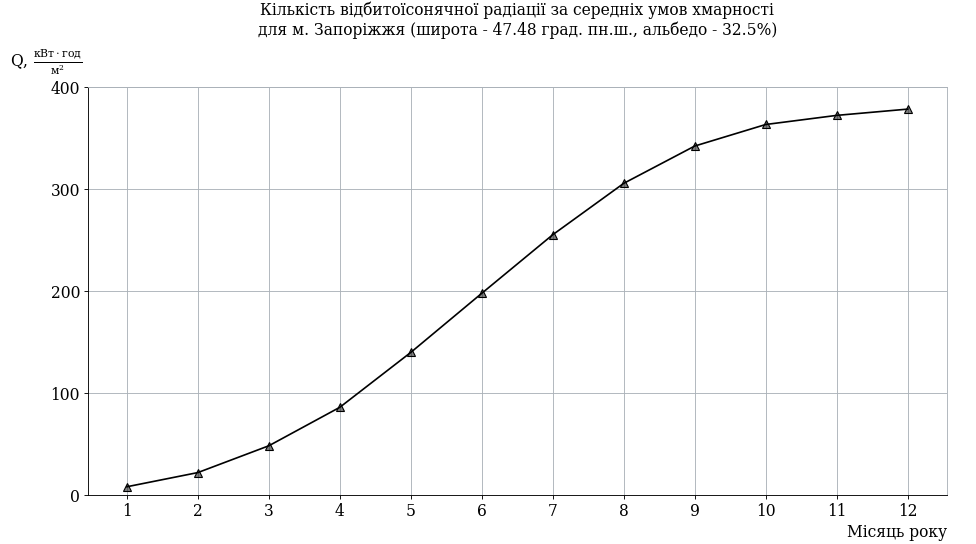 Кількість відбитоїсонячної радіації за середніх умов хмарності
для м. Запоріжжя (широта - 47.48 град. пн.ш., альбедо - 32.5%)
Q, кВт · год / м²
400
300
200
100
0
1 2 3 4 5 6 7 8 9 10 11 12
Місяць року